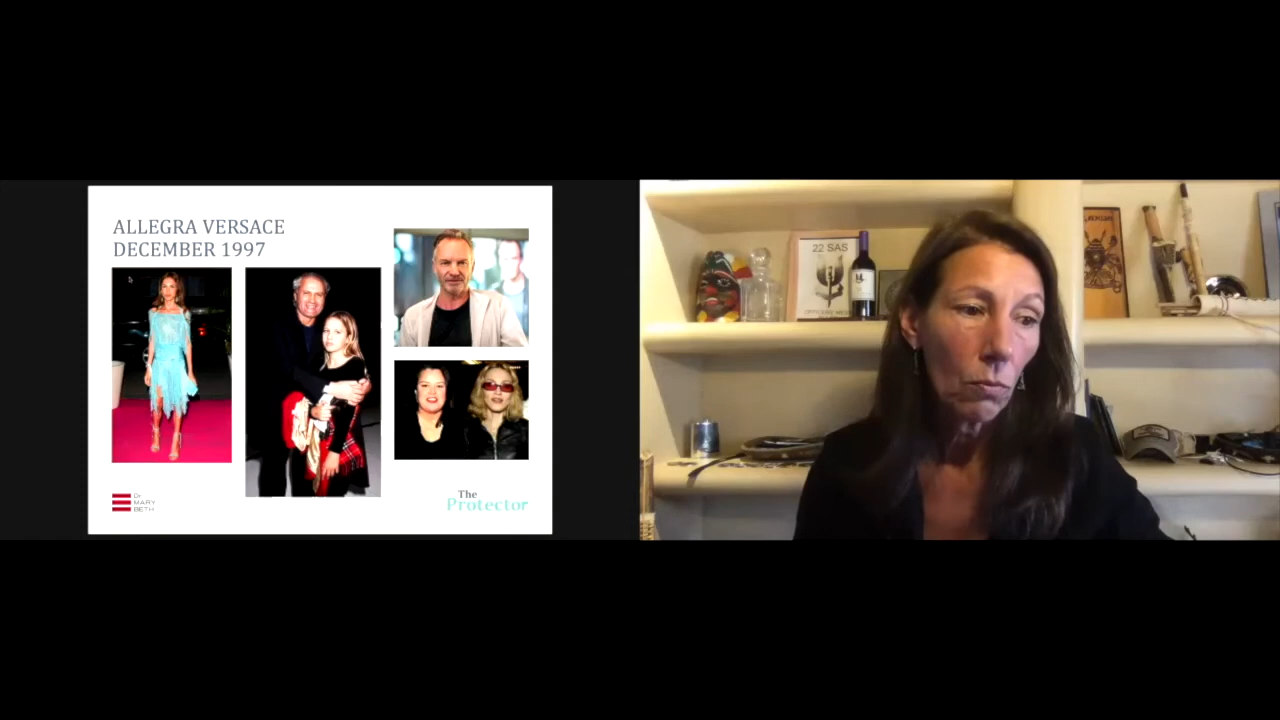 ALLEGRA VERSACE
DECEMBER 1997
Dr
MARY
BETH
The
Protector
22 SAS